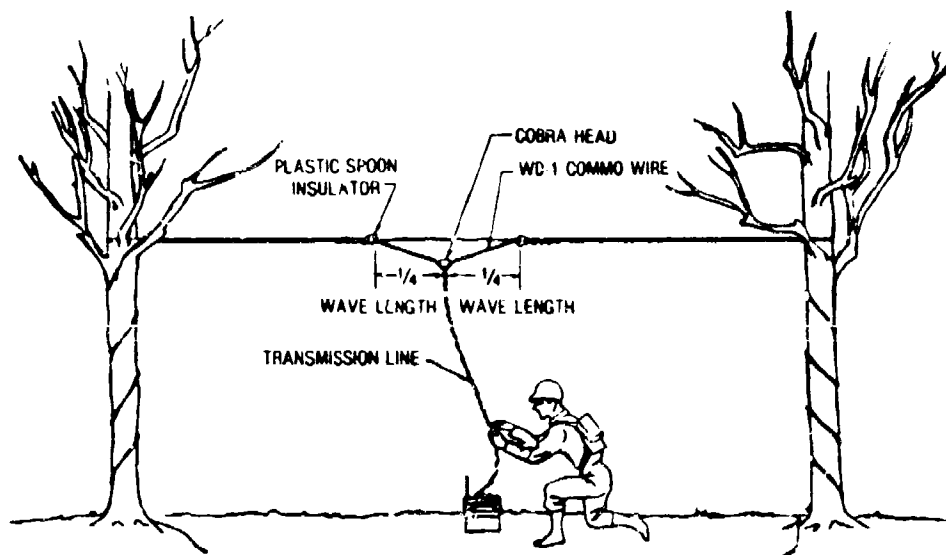 COBRA HEAD
PLASTIC SPOON
INSULATOR
WD-1 COMMO WIRE
1/4
1/4
WAVE LENGTH
WAVE LENGTH
TRANSMISSION LINE